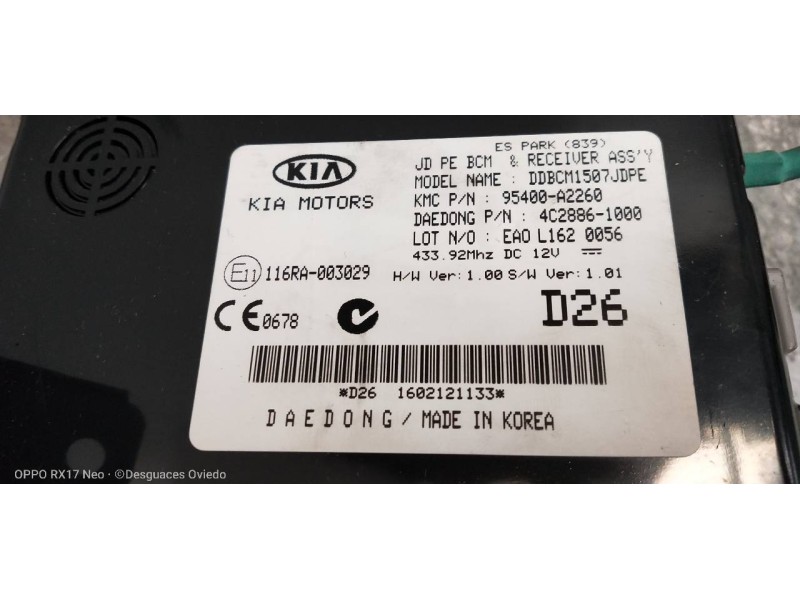 ES PARK (839)
KIA
KIA MOTORS
JD PE BCM & RECEIVER ASS'Y
MODEL NAME : DDBCM1507JDPE
KMC P/N : 95400-A2260
DAEDONG P/N : 4C2886-1000
LOT N/O : EAO L162 0056
433.92Mhz DC 12V
H/W Ver:1.00 S/W Ver:1.01
E11 116RA-003029
CE 0678
D26
*D26 1602121133*
DAEDONG / MADE IN KOREA
OPPO RX17 Neo · ©Desguaces Oviedo